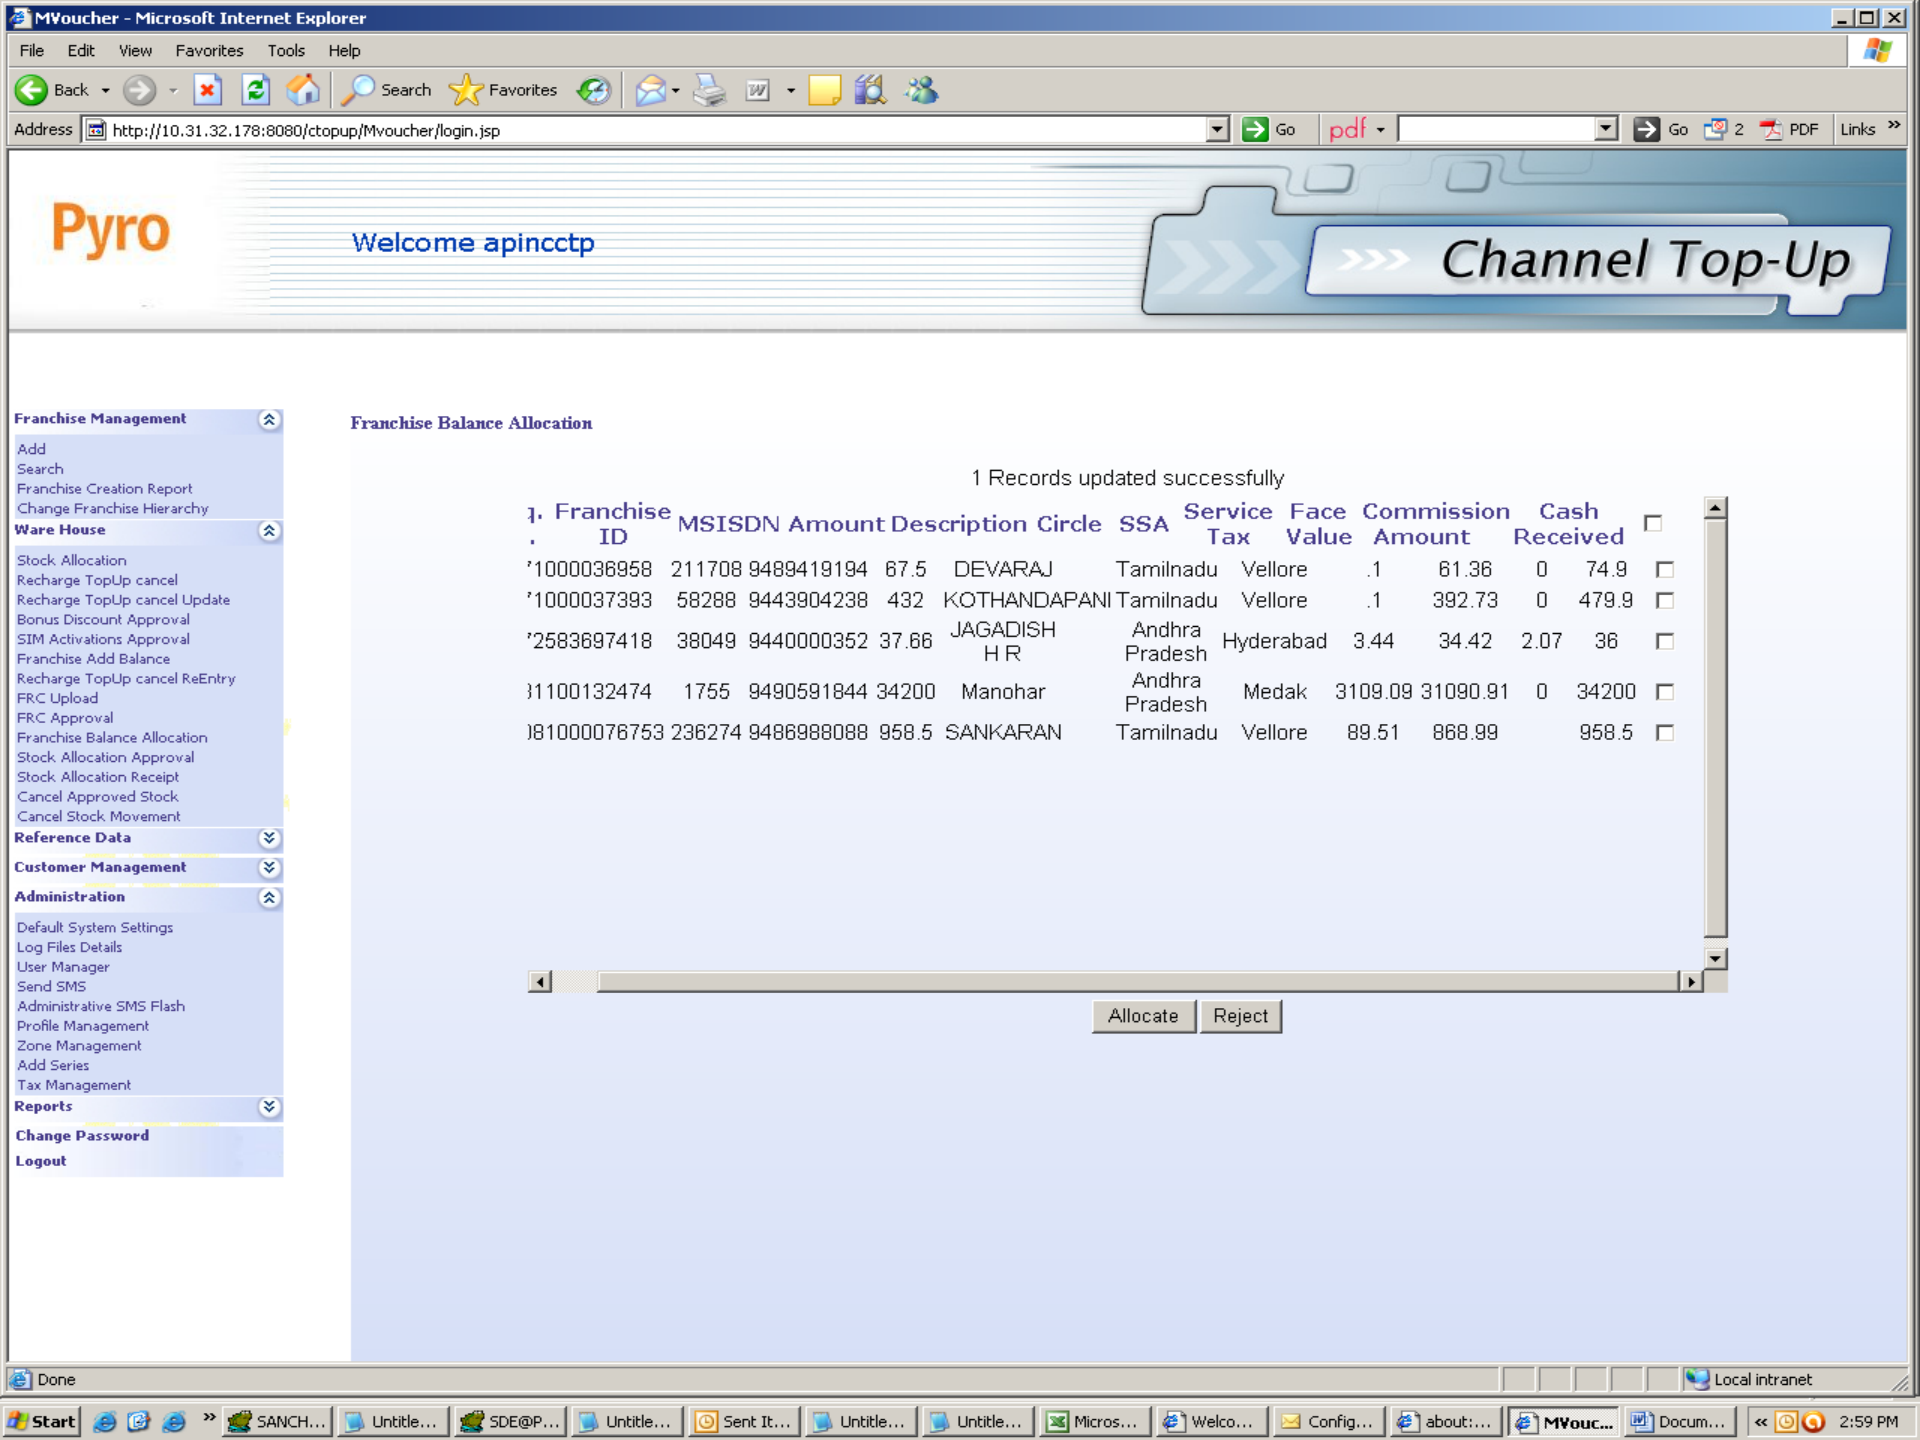 MVoucher - Microsoft Internet Explorer
File Edit View Favorites Tools Help
Back Search Favorites
Address http://10.31.32.178:8080/ctopup/Mvoucher/login.jsp Go pdf Go 2 PDF Links »
Pyro
Welcome apincctp
Channel Top-Up
Franchise Management
Add
Search
Franchise Creation Report
Change Franchise Hierarchy
Ware House
Stock Allocation
Recharge TopUp cancel
Recharge TopUp cancel Update
Bonus Discount Approval
SIM Activations Approval
Franchise Add Balance
Recharge TopUp cancel ReEntry
FRC Upload
FRC Approval
Franchise Balance Allocation
Stock Allocation Approval
Stock Allocation Receipt
Cancel Approved Stock
Cancel Stock Movement
Reference Data
Customer Management
Administration
Default System Settings
Log Files Details
User Manager
Send SMS
Administrative SMS Flash
Profile Management
Zone Management
Add Series
Tax Management
Reports
Change Password
Logout
Franchise Balance Allocation
1 Records updated successfully
Franchise ID MSISDN Amount Description Circle SSA Service Tax Face Value Commission Amount Cash Received
1000036958 211708 9489419194 67.5 DEVARAJ Tamilnadu Vellore .1 61.36 0 74.9
1000037393 58288 9443904238 432 KOTHANDAPANI Tamilnadu Vellore .1 392.73 0 479.9
2583697418 38049 9440000352 37.66 JAGADISH H R Andhra Pradesh Hyderabad 3.44 34.42 2.07 36
1100132474 1755 9490591844 34200 Manohar Andhra Pradesh Medak 3109.09 31090.91 0 34200
81000076753 236274 9486988088 958.5 SANKARAN Tamilnadu Vellore 89.51 868.99 958.5
Allocate Reject
Done Local intranet
Start » SANCH... Untitle... SDE@P... Untitle... Sent It... Untitle... Untitle... Micros... Welco... Config... about:... MVouc... Docum... « 2:59 PM